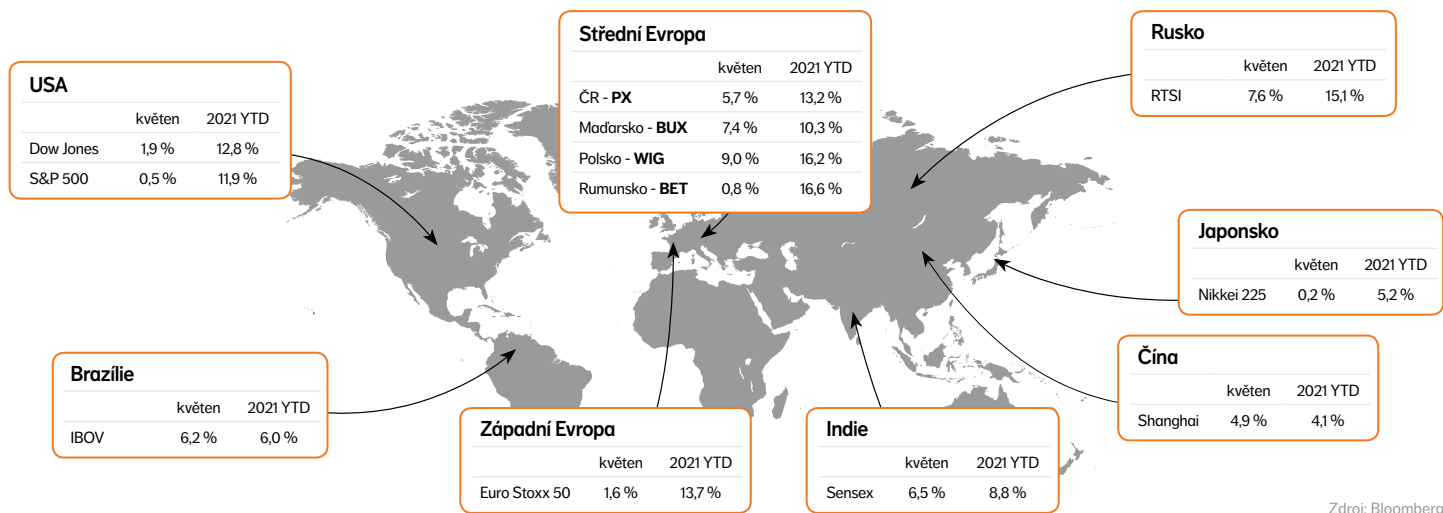 USA
květen 2021 YTD
Dow Jones 1,9 % 12,8 %
S&P 500 0,5 % 11,9 %
Střední Evropa
květen 2021 YTD
ČR - PX 5,7 % 13,2 %
Maďarsko - BUX 7,4 % 10,3 %
Polsko - WIG 9,0 % 16,2 %
Rumunsko - BET 0,8 % 16,6 %
Rusko
květen 2021 YTD
RTSI 7,6 % 15,1 %
Japonsko
květen 2021 YTD
Nikkei 225 0,2 % 5,2 %
Brazílie
květen 2021 YTD
IBOV 6,2 % 6,0 %
Západní Evropa
květen 2021 YTD
Euro Stoxx 50 1,6 % 13,7 %
Indie
květen 2021 YTD
Sensex 6,5 % 8,8 %
Čína
květen 2021 YTD
Shanghai 4,9 % 4,1 %
Zdroj: Bloomberg